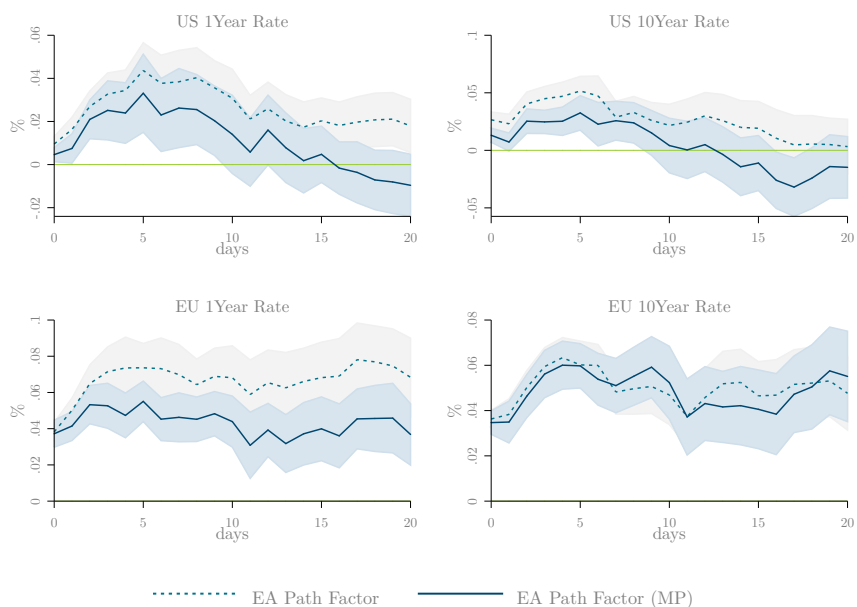 US 1Year Rate
%
.06
.04
.02
0
-.02
0 5 10 15 20
days
US 10Year Rate
%
.1
.05
0
-.05
0 5 10 15 20
days
EU 1Year Rate
%
.1
.08
.06
.04
.02
0
0 5 10 15 20
days
EU 10Year Rate
%
.08
.06
.04
.02
0
0 5 10 15 20
days
EA Path Factor EA Path Factor (MP)